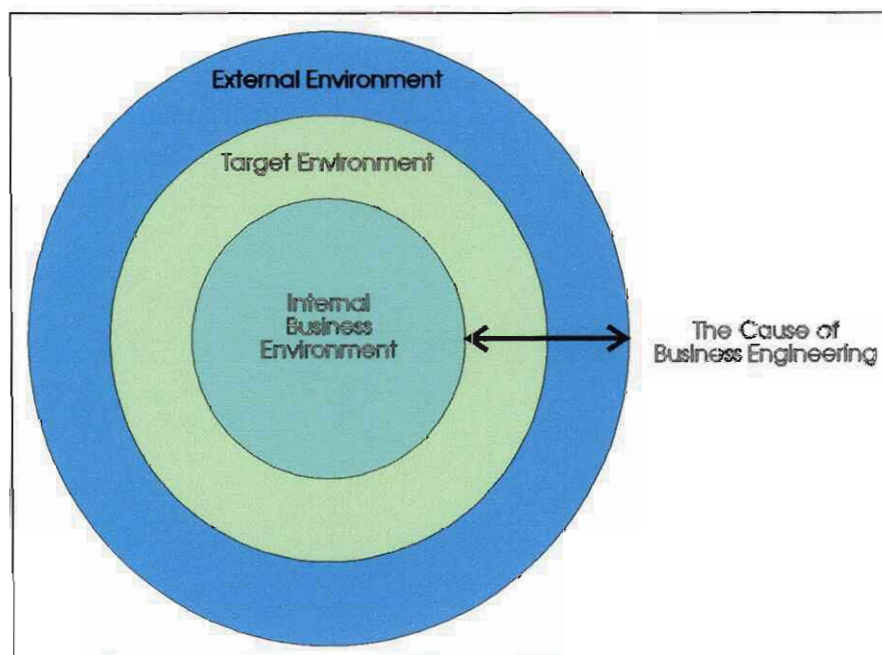 External Environment
Target Environment
Internal
Business
Environment
The Cause of
Business Engineering